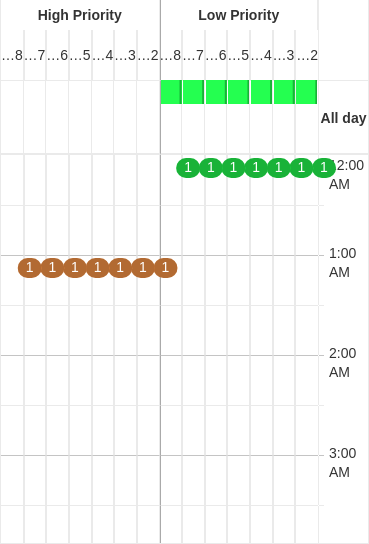 High Priority Low Priority
...8 ...7 ...6 ...5 ...4 ...3 ...2 ...8 ...7 ...6 ...5 ...4 ...3 ...2
All day
1 1 1 1 1 1 1 12:00
AM
1:00
1 1 1 1 1 1 1 AM
2:00
AM
3:00
AM